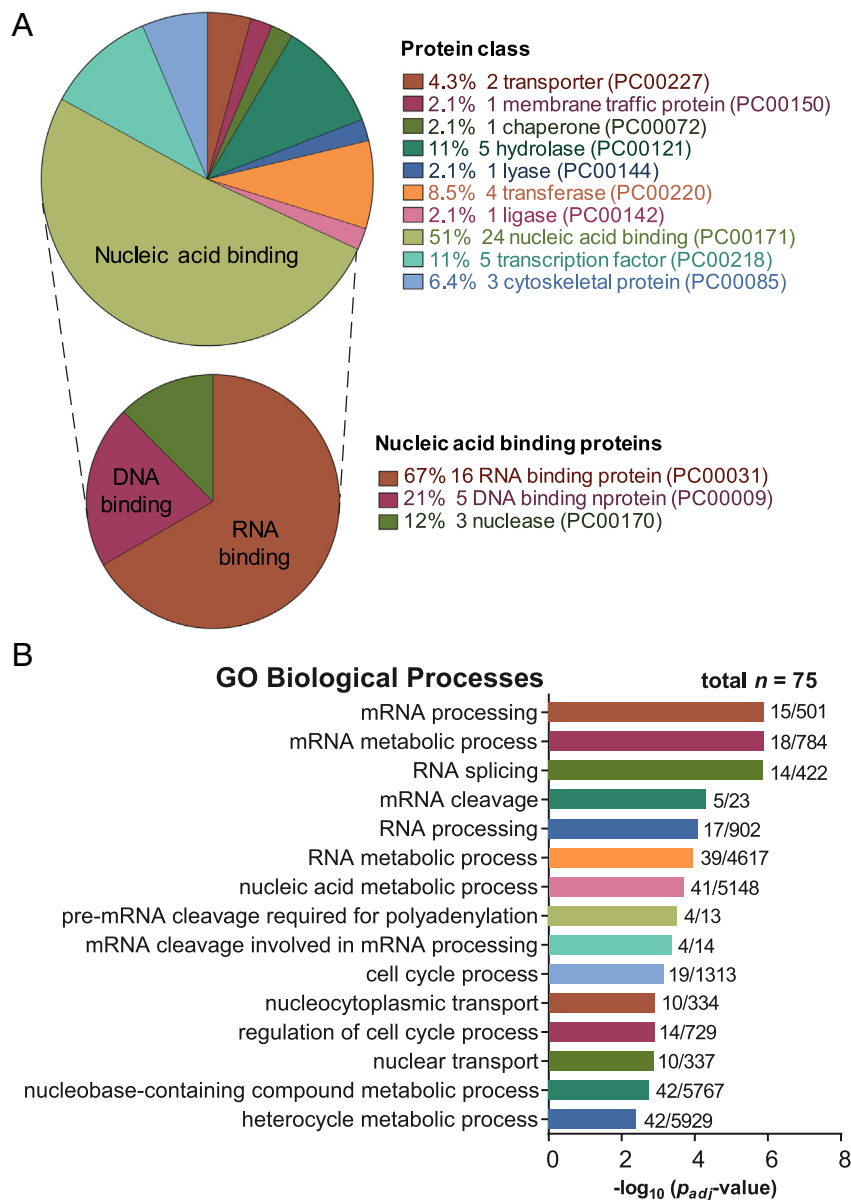 A
Protein class
4.3% 2 transporter (PC00227)
2.1% 1 membrane traffic protein (PC00150)
2.1% 1 chaperone (PC00072)
11% 5 hydrolase (PC00121)
2.1% 1 lyase (PC00144)
8.5% 4 transferase (PC00220)
2.1% 1 ligase (PC00142)
51% 24 nucleic acid binding (PC00171)
11% 5 transcription factor (PC00218)
6.4% 3 cytoskeletal protein (PC00085)
Nucleic acid binding
Nucleic acid binding proteins
67% 16 RNA binding protein (PC00031)
21% 5 DNA binding nprotein (PC00009)
12% 3 nuclease (PC00170)
DNA
binding
RNA
binding
B
GO Biological Processes total n = 75
mRNA processing 15/501
mRNA metabolic process 18/784
RNA splicing 14/422
mRNA cleavage 5/23
RNA processing 17/902
RNA metabolic process 39/4617
nucleic acid metabolic process 41/5148
pre-mRNA cleavage required for polyadenylation 4/13
mRNA cleavage involved in mRNA processing 4/14
cell cycle process 19/1313
nucleocytoplasmic transport 10/334
regulation of cell cycle process 14/729
nuclear transport 10/337
nucleobase-containing compound metabolic process 42/5767
heterocycle metabolic process 42/5929
0 2 4 6 8
-log10 (padj-value)